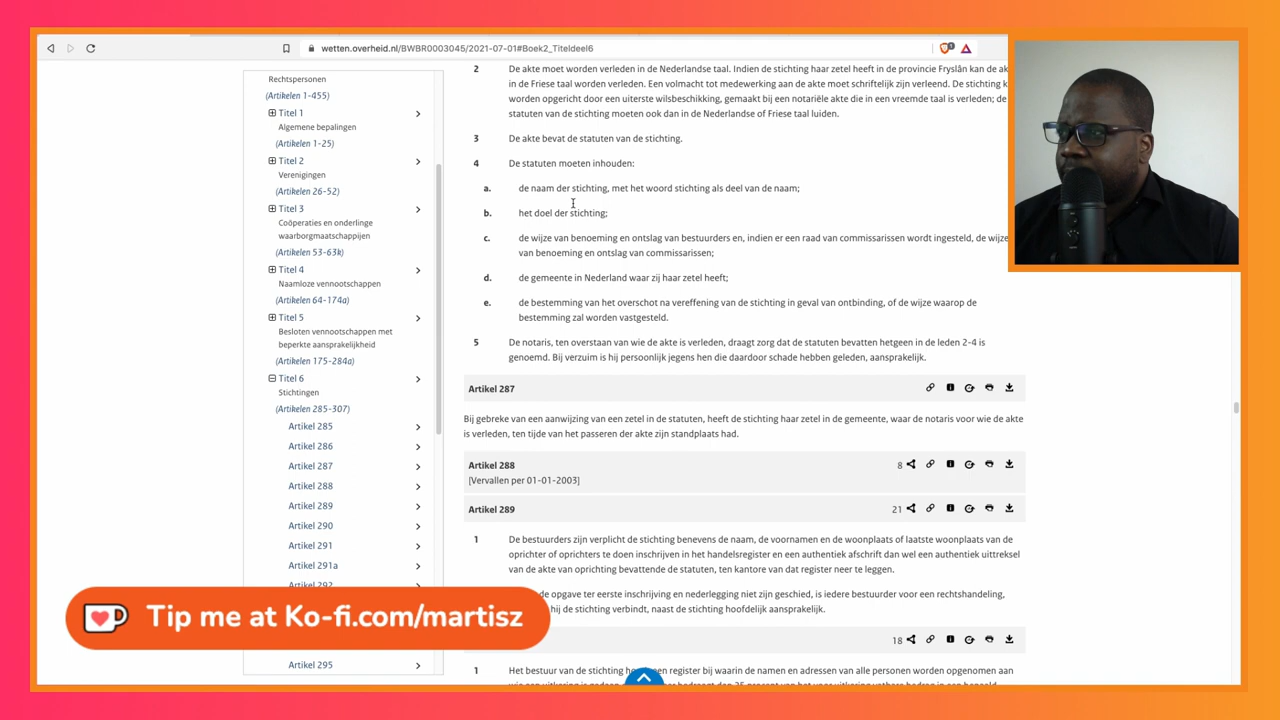 wetten.overheid.nl/BWBR0003045/2021-07-01#Boek2_Titeldeel6
1
Rechtspersonen
(Artikelen 1-455)
Titel 1
Algemene bepalingen
(Artikelen 1-25)
Titel 2
Verenigingen
(Artikelen 26-52)
Titel 3
Coöperaties en onderlinge
waarborgmaatschappijen
(Artikelen 53-63k)
Titel 4
Naamloze vennootschappen
(Artikelen 64-174a)
Titel 5
Besloten vennootschappen met
beperkte aansprakelijkheid
(Artikelen 175-284a)
Titel 6
Stichtingen
(Artikelen 285-307)
Artikel 285
Artikel 286
Artikel 287
Artikel 288
Artikel 289
Artikel 290
Artikel 291
Artikel 291a
Artikel 292
Artikel 295
2 De akte moet worden verleden in de Nederlandse taal. Indien de stichting haar zetel heeft in de provincie Fryslân kan de ak
in de Friese taal worden verleden. Een volmacht tot medewerking aan de akte moet schriftelijk zijn verleend. De stichting k
worden opgericht door een uiterste wilsbeschikking, gemaakt bij een notariële akte die in een vreemde taal is verleden; de
statuten van de stichting moeten ook dan in de Nederlandse of Friese taal luiden.
3 De akte bevat de statuten van de stichting.
4 De statuten moeten inhouden:
a. de naam der stichting, met het woord stichting als deel van de naam;
b. het doel der stichting;
c. de wijze van benoeming en ontslag van bestuurders en, indien er een raad van commissarissen wordt ingesteld, de wijze
van benoeming en ontslag van commissarissen;
d. de gemeente in Nederland waar zij haar zetel heeft;
e. de bestemming van het overschot na vereffening van de stichting in geval van ontbinding, of de wijze waarop de
bestemming zal worden vastgesteld.
5 De notaris, ten overstaan van wie de akte is verleden, draagt zorg dat de statuten bevatten hetgeen in de leden 2-4 is
genoemd. Bij verzuim is hij persoonlijk jegens hen die daardoor schade hebben geleden, aansprakelijk.
Artikel 287
Bij gebreke van een aanwijzing van een zetel in de statuten, heeft de stichting haar zetel in de gemeente, waar de notaris voor wie de akte
is verleden, ten tijde van het passeren der akte zijn standplaats had.
Artikel 288 8
[Vervallen per 01-01-2003]
Artikel 289 21
1 De bestuurders zijn verplicht de stichting benevens de naam, de voornamen en de woonplaats of laatste woonplaats van de
oprichter of oprichters te doen inschrijven in het handelsregister en een authentiek afschrift dan wel een authentiek uittreksel
van de akte van oprichting bevattende de statuten, ten kantore van dat register neer te leggen.
de opgave ter eerste inschrijving en nederlegging niet zijn geschied, is iedere bestuurder voor een rechtshandeling,
hij de stichting verbindt, naast de stichting hoofdelijk aansprakelijk.
18
1 Het bestuur van de stichting een register bij waarin de namen en adressen van alle personen worden opgenomen aan
Tip me at Ko-fi.com/martisz